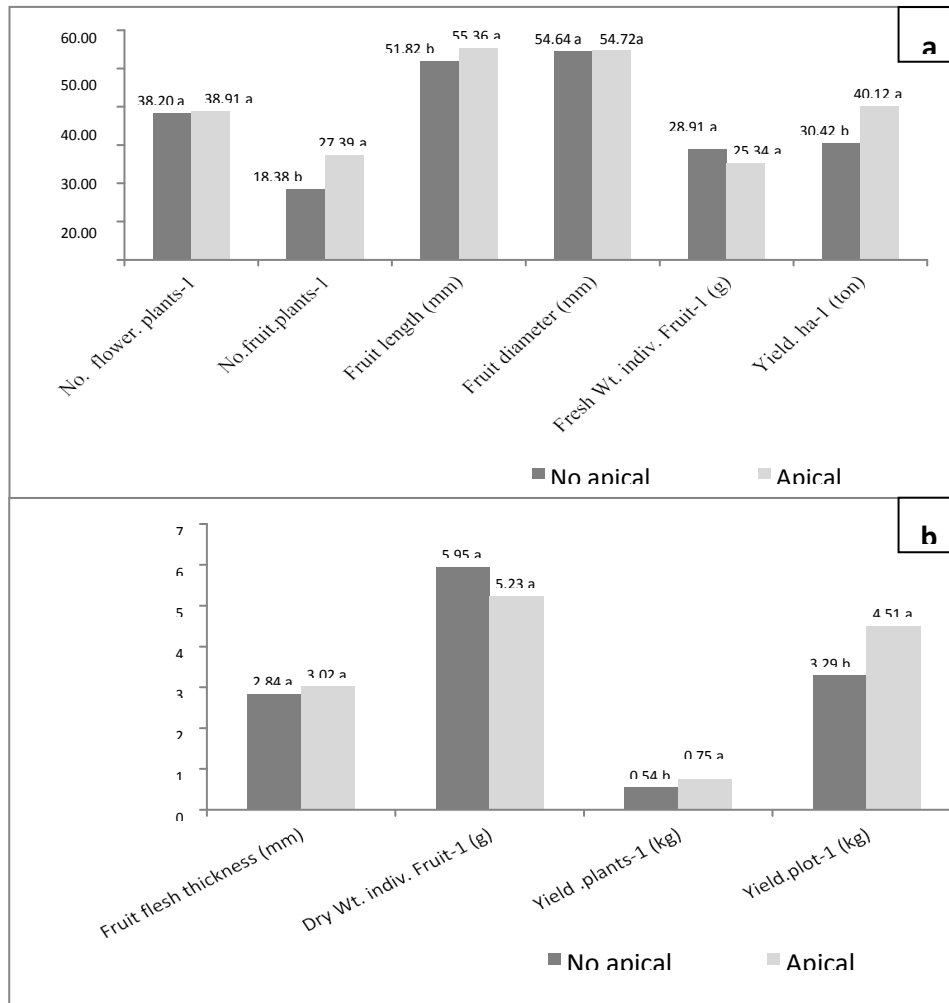 a
60.00
50.00
40.00
30.00
20.00
38.20 a
38.91 a
18.38 b
27.39 a
51.82 b
55.36 a
54.64 a
54.72a
28.91 a
25.34 a
30.42 b
40.12 a
No. flower. plants-1
No.fruit.plants-1
Fruit length (mm)
Fruit diameter (mm)
Fresh Wt. indiv. Fruit-1 (g)
Yield. ha-1 (ton)
No apical
Apical
b
7
6
5
4
3
2
1
0
2.84 a
3.02 a
5.95 a
5.23 a
0.54 b
0.75 a
3.29 b
4.51 a
Fruit flesh thickness (mm)
Dry Wt. indiv. Fruit-1 (g)
Yield .plants-1 (kg)
Yield.plot-1 (kg)
No apical
Apical